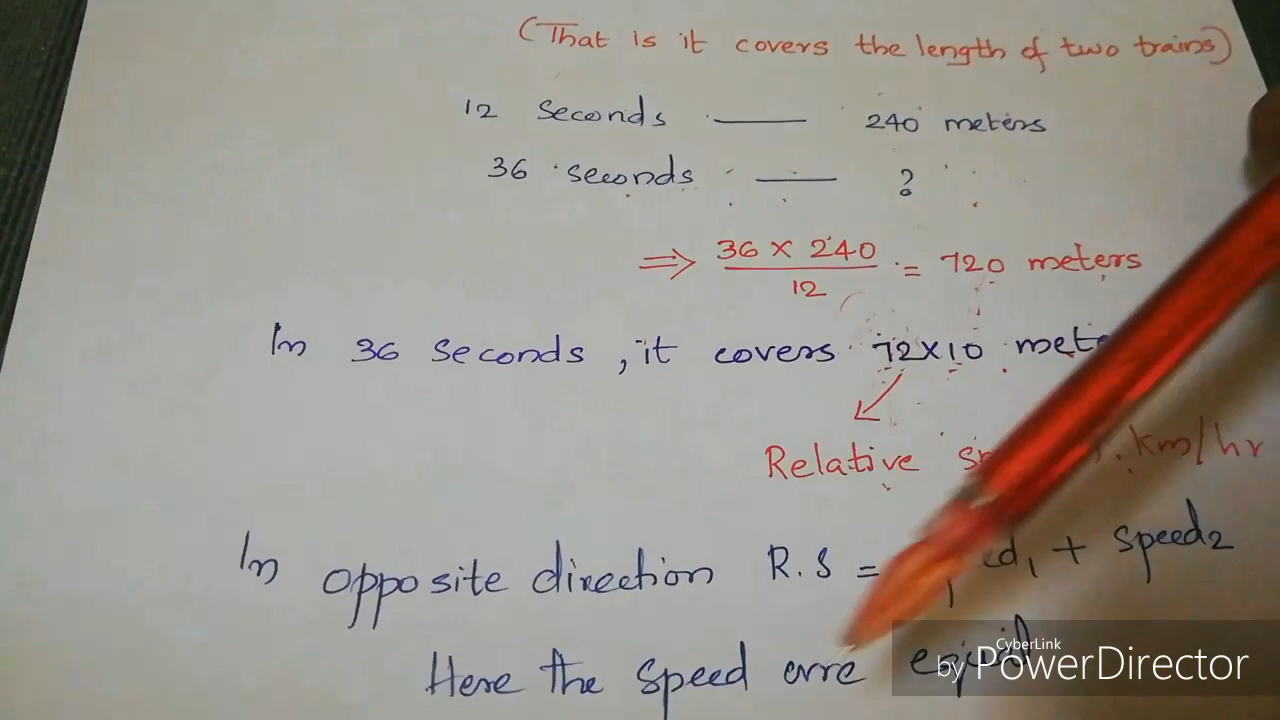 (That is it covers the length of two trains)
12 seconds — 240 meters
36 seconds — ?
⇒ 36 × 240 / 12 = 720 meters
In 36 seconds, it covers 72×10
Relative km/hr
In opposite direction R.S = + speed2
Here the speed are equal
CyberLink
by PowerDirector